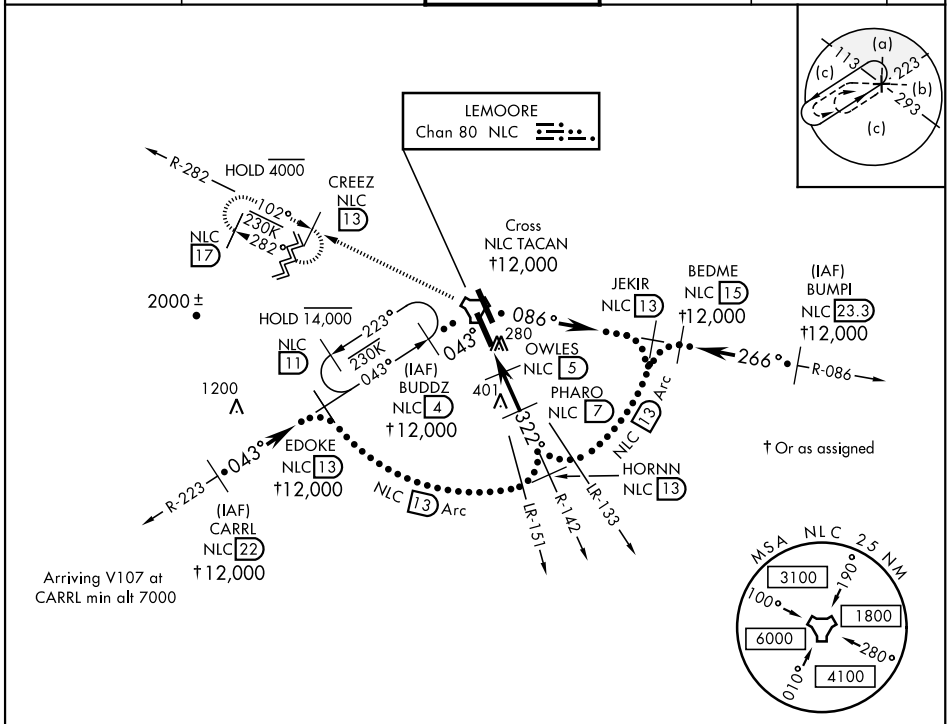 (a)
113
223
(c)
(b)
293
(c)
LEMOORE
Chan 80 NLC
R-282
HOLD 4000
CREEZ
NLC
13
102°
230K
282°
NLC
17
Cross
NLC TACAN
†12,000
JEKIR
NLC 13
BEDME
NLC 15
†12,000
(IAF)
BUMPI
NLC 23.3
†12,000
2000 ±
HOLD 14,000
NLC
11
223°
230K
043°
043°
086°
280
266°
R-086
OWLES
NLC 5
(IAF)
BUDDZ
NLC 4
†12,000
401
PHARO
NLC 7
1200
322°
NLC 13 Arc
† Or as assigned
043°
EDOKE
NLC 13
†12,000
HORNN
NLC 13
NLC 13 Arc
R-223
(IAF)
CARRL
NLC 22
†12,000
LR-151
R-142
LR-133
Arriving V107 at
CARRL min alt 7000
MSA NLC 25 NM
3100
190°
100°
1800
6000
280°
010°
4100